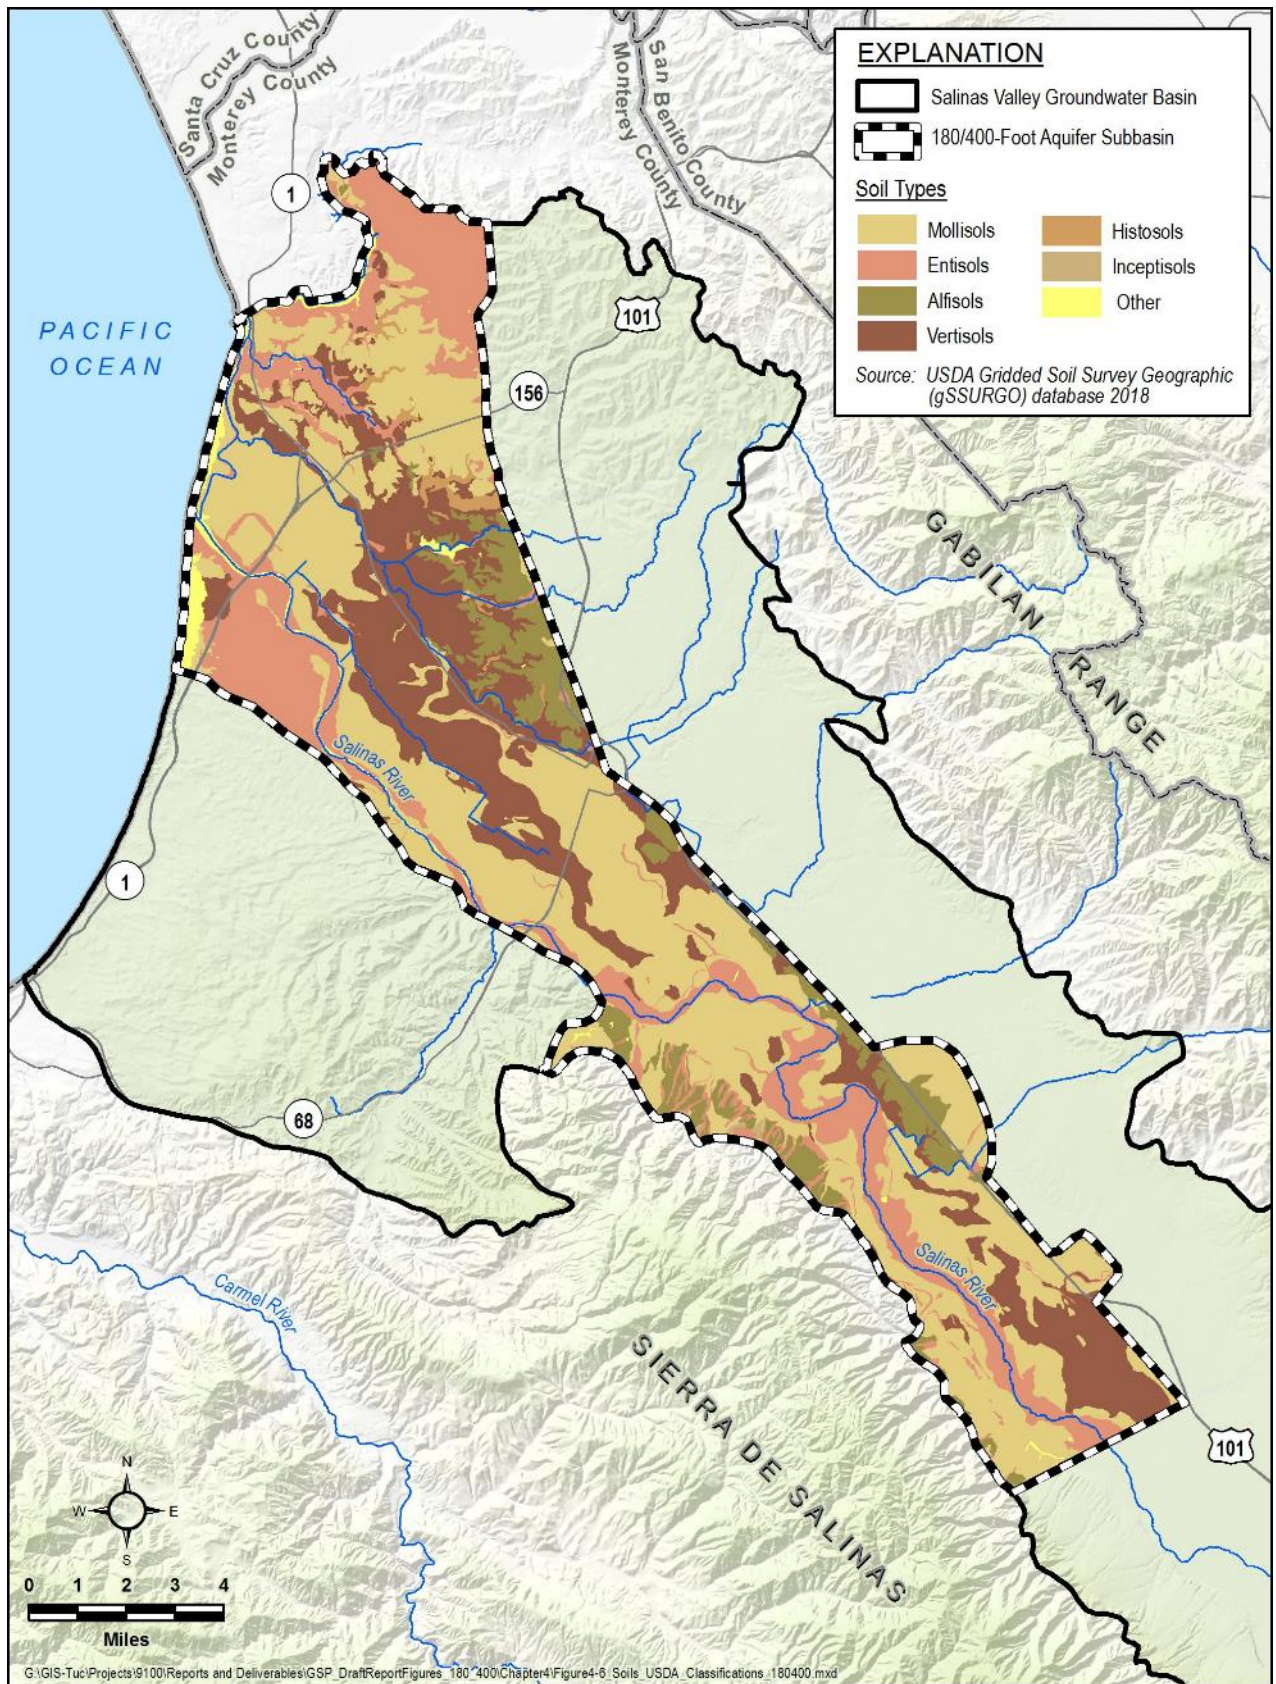 EXPLANATION
Salinas Valley Groundwater Basin
180/400-Foot Aquifer Subbasin
Soil Types
Mollisols
Entisols
Alfisols
Vertisols
Histosols
Inceptisols
Other
Source: USDA Gridded Soil Survey Geographic
(gSSURGO) database 2018
Santa Cruz County
Monterey County
Monterey County
San Benito County
1
101
156
PACIFIC
OCEAN
GABILAN
RANGE
Salinas River
1
68
Salinas River
Carmel River
SIERRA DE SALINAS
101
N
W
E
S
0 1 2 3 4
Miles
G:\GIS-Tuc\Projects\9100\Reports and Deliverables\GSP_DraftReportFigures_180_400\Chapter4\Figure4-6_Soils_USDA_Classifications_180400.mxd